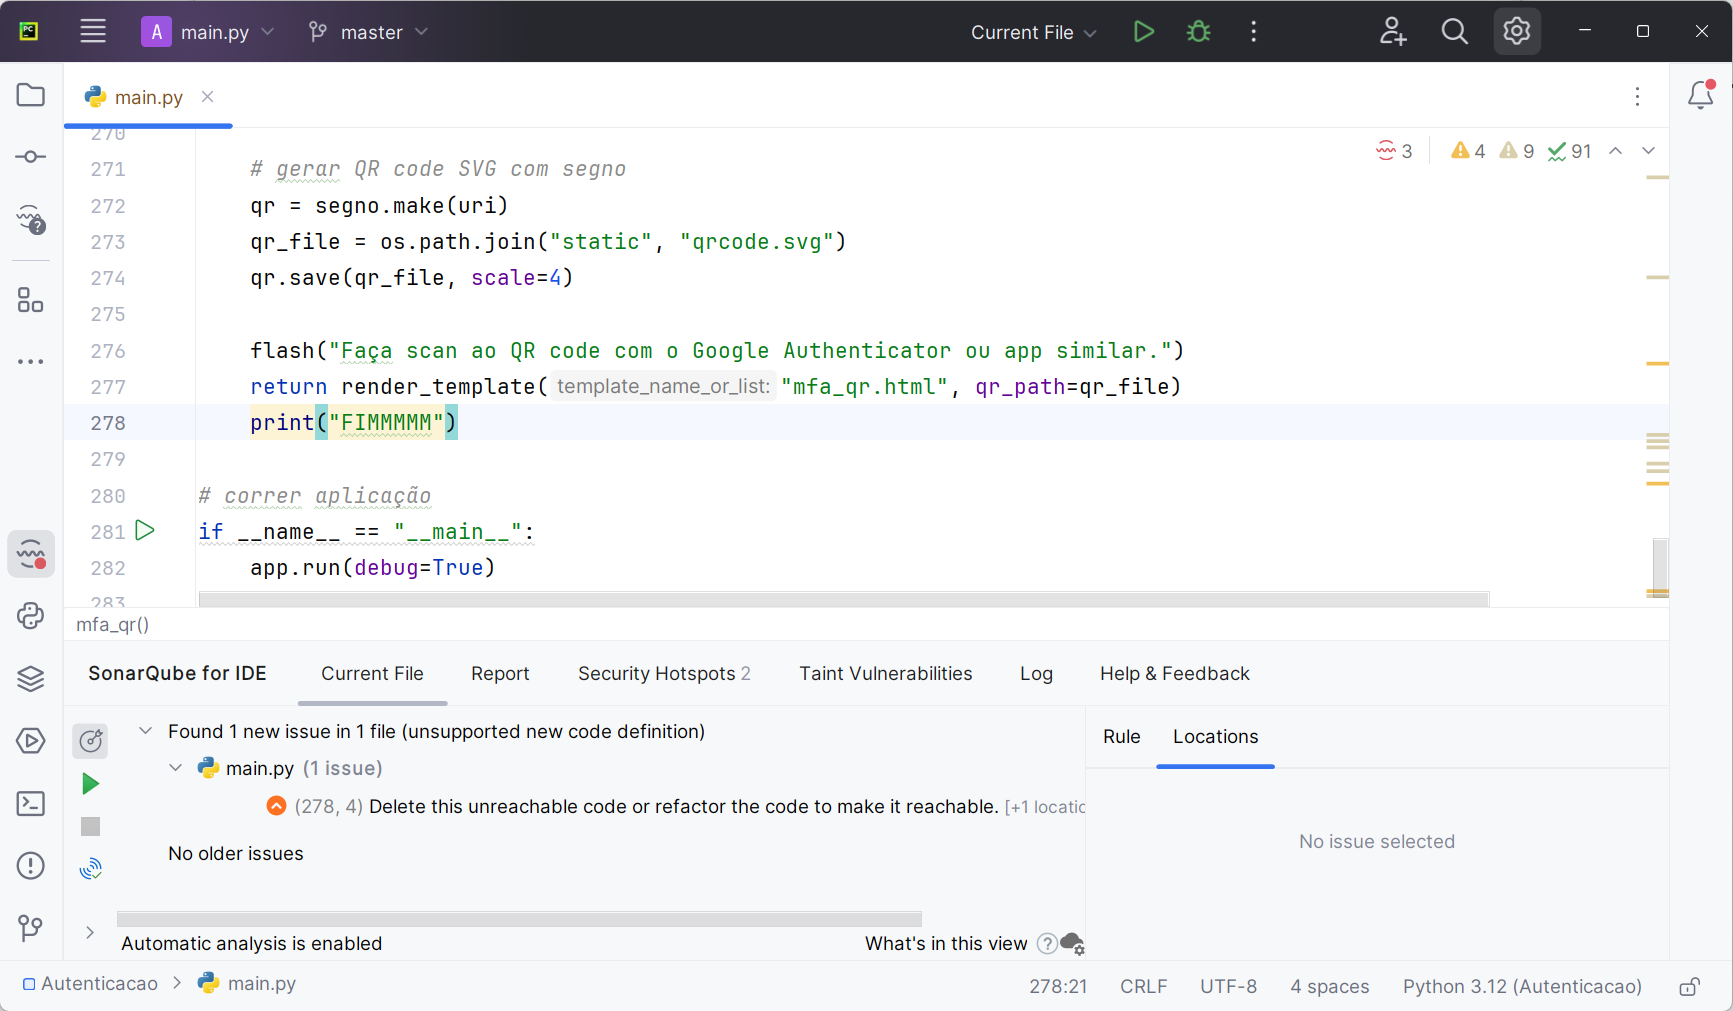 PC
A main.py master Current File
main.py
3 4 9 91
270
271 # gerar QR code SVG com segno
272 qr = segno.make(uri)
273 qr_file = os.path.join("static", "qrcode.svg")
274 qr.save(qr_file, scale=4)
275
276 flash("Faça scan ao QR code com o Google Authenticator ou app similar.")
277 return render_template( template_name_or_list: "mfa_qr.html", qr_path=qr_file)
278 print("FIMMMMM")
279
280 # correr aplicação
281 if __name__ == "__main__":
282 app.run(debug=True)
283
mfa_qr()
SonarQube for IDE Current File Report Security Hotspots 2 Taint Vulnerabilities Log Help & Feedback
Found 1 new issue in 1 file (unsupported new code definition)
main.py (1 issue)
(278, 4) Delete this unreachable code or refactor the code to make it reachable. [+1 locatio
No older issues
Automatic analysis is enabled
What's in this view
Rule Locations
No issue selected
Autenticacao main.py 278:21 CRLF UTF-8 4 spaces Python 3.12 (Autenticacao)